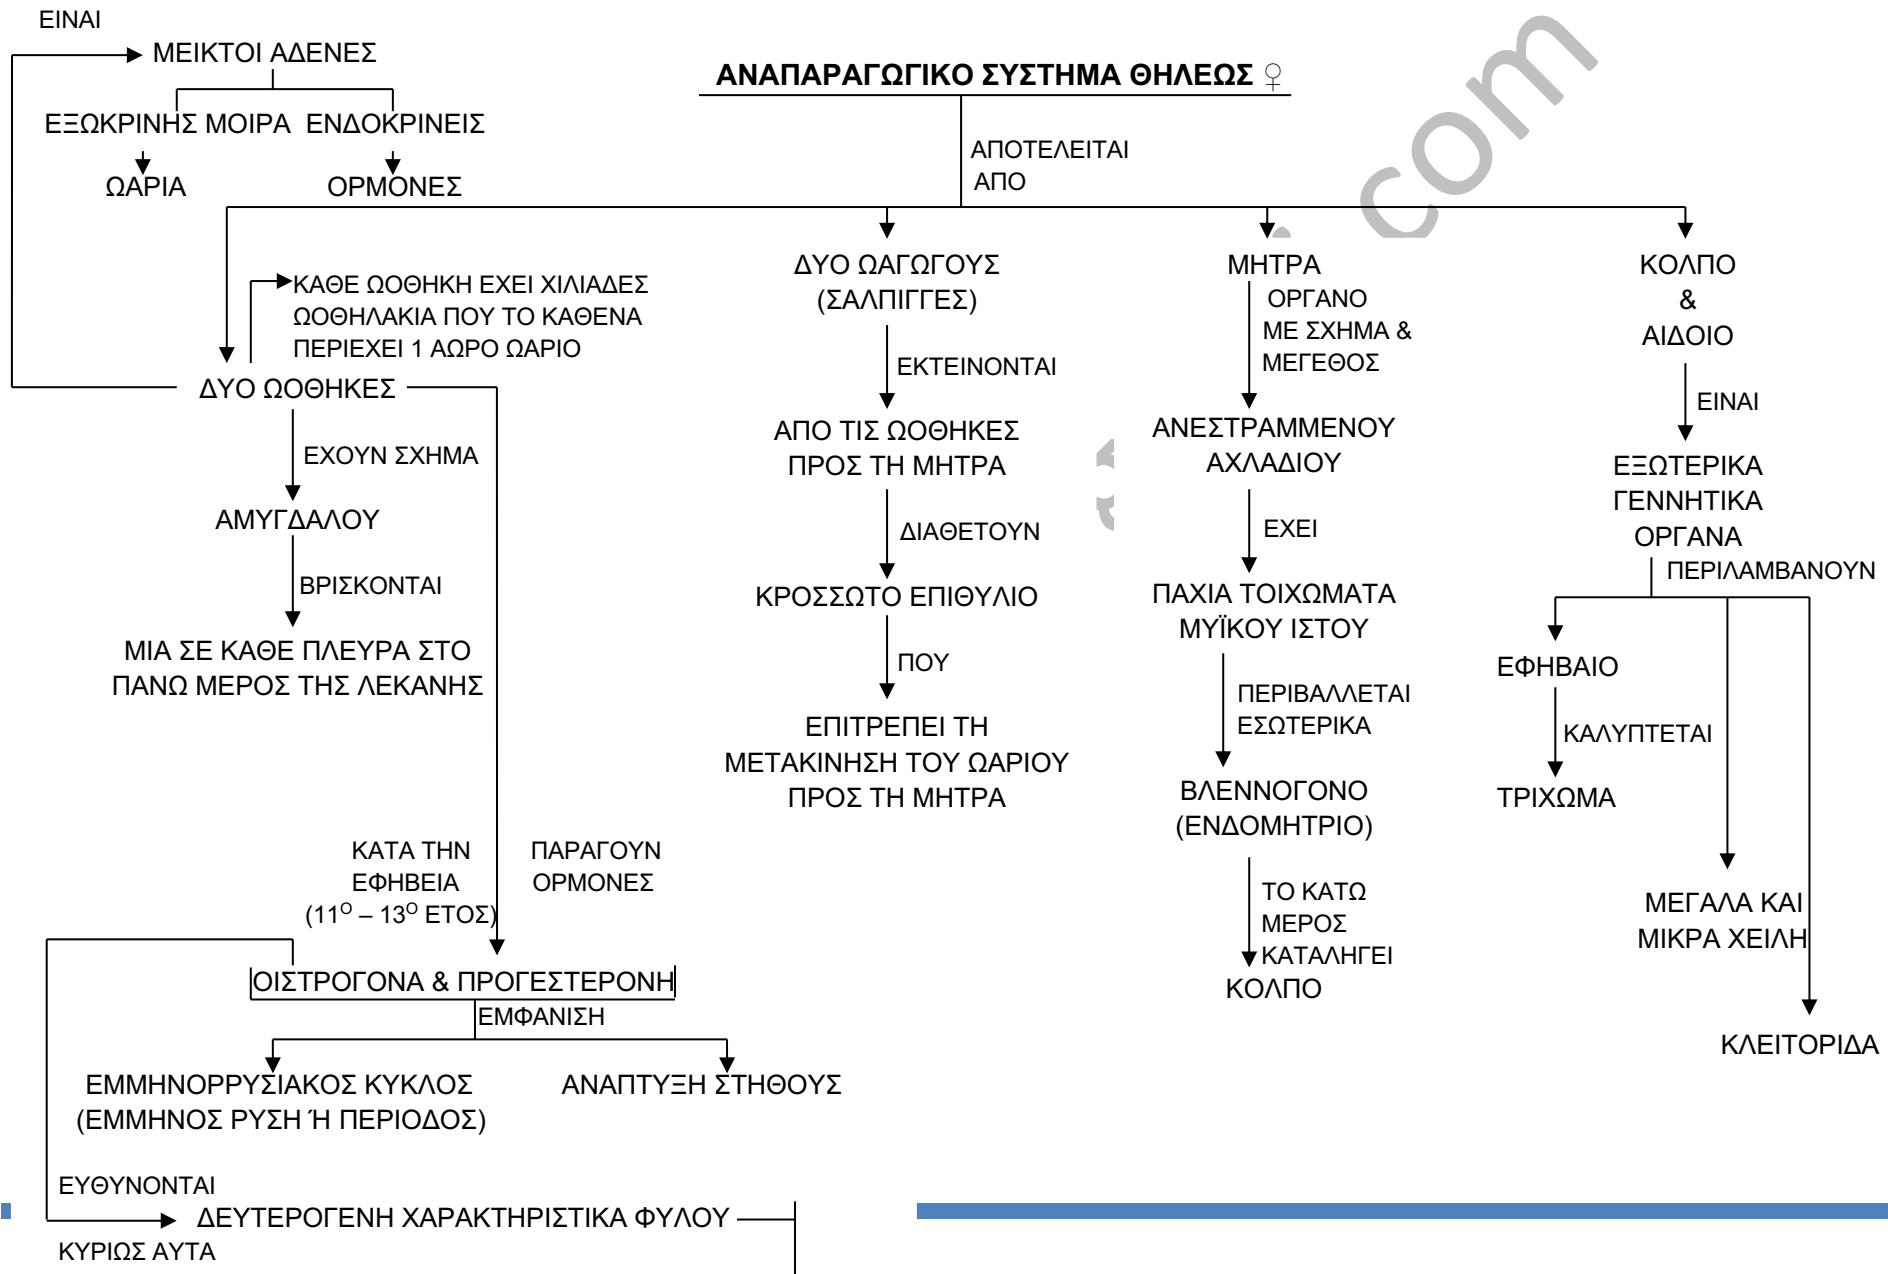 ΕΙΝΑΙ
ΜΕΙΚΤΟΙ ΑΔΕΝΕΣ
ΕΞΩΚΡΙΝΗΣ ΜΟΙΡΑ ΕΝΔΟΚΡΙΝΕΙΣ
ΩΑΡΙΑ
ΟΡΜΟΝΕΣ
ΑΝΑΠΑΡΑΓΩΓΙΚΟ ΣΥΣΤΗΜΑ ΘΗΛΕΩΣ ♀
ΑΠΟΤΕΛΕΙΤΑΙ
ΑΠΟ
com
ΚΑΘΕ ΩΟΘΗΚΗ ΕΧΕΙ ΧΙΛΙΑΔΕΣ
ΩΟΘΗΛΑΚΙΑ ΠΟΥ ΤΟ ΚΑΘΕΝΑ
ΠΕΡΙΕΧΕΙ 1 ΑΩΡΟ ΩΑΡΙΟ
ΔΥΟ ΩΟΘΗΚΕΣ
ΕΧΟΥΝ ΣΧΗΜΑ
ΑΜΥΓΔΑΛΟΥ
ΒΡΙΣΚΟΝΤΑΙ
ΜΙΑ ΣΕ ΚΑΘΕ ΠΛΕΥΡΑ ΣΤΟ
ΠΑΝΩ ΜΕΡΟΣ ΤΗΣ ΛΕΚΑΝΗΣ
ΚΑΤΑ ΤΗΝ
ΕΦΗΒΕΙΑ
(11Ο – 13Ο ΕΤΟΣ)
ΠΑΡΑΓΟΥΝ
ΟΡΜΟΝΕΣ
ΟΙΣΤΡΟΓΟΝΑ & ΠΡΟΓΕΣΤΕΡΟΝΗ
ΕΜΦΑΝΙΣΗ
ΕΜΜΗΝΟΡΡΥΣΙΑΚΟΣ ΚΥΚΛΟΣ
(ΕΜΜΗΝΟΣ ΡΥΣΗ Ή ΠΕΡΙΟΔΟΣ)
ΑΝΑΠΤΥΞΗ ΣΤΗΘΟΥΣ
ΕΥΘΥΝΟΝΤΑΙ
ΔΕΥΤΕΡΟΓΕΝΗ ΧΑΡΑΚΤΗΡΙΣΤΙΚΑ ΦΥΛΟΥ
ΚΥΡΙΩΣ ΑΥΤΑ
ΔΥΟ ΩΑΓΩΓΟΥΣ
(ΣΑΛΠΙΓΓΕΣ)
ΕΚΤΕΙΝΟΝΤΑΙ
ΑΠΟ ΤΙΣ ΩΟΘΗΚΕΣ
ΠΡΟΣ ΤΗ ΜΗΤΡΑ
ΔΙΑΘΕΤΟΥΝ
ΚΡΟΣΣΩΤΟ ΕΠΙΘΥΛΙΟ
ΠΟΥ
ΕΠΙΤΡΕΠΕΙ ΤΗ
ΜΕΤΑΚΙΝΗΣΗ ΤΟΥ ΩΑΡΙΟΥ
ΠΡΟΣ ΤΗ ΜΗΤΡΑ
ΜΗΤΡΑ
ΟΡΓΑΝΟ
ΜΕ ΣΧΗΜΑ &
ΜΕΓΕΘΟΣ
ΑΝΕΣΤΡΑΜΜΕΝΟΥ
ΑΧΛΑΔΙΟΥ
ΕΧΕΙ
ΠΑΧΙΑ ΤΟΙΧΩΜΑΤΑ
ΜΥΪΚΟΥ ΙΣΤΟΥ
ΠΕΡΙΒΑΛΛΕΤΑΙ
ΕΣΩΤΕΡΙΚΑ
ΒΛΕΝΝΟΓΟΝΟ
(ΕΝΔΟΜΗΤΡΙΟ)
ΤΟ ΚΑΤΩ
ΜΕΡΟΣ
ΚΑΤΑΛΗΓΕΙ
ΚΟΛΠΟ
ΚΟΛΠΟ
&
ΑΙΔΟΙΟ
ΕΙΝΑΙ
ΕΞΩΤΕΡΙΚΑ
ΓΕΝΝΗΤΙΚΑ
ΟΡΓΑΝΑ
ΠΕΡΙΛΑΜΒΑΝΟΥΝ
ΕΦΗΒΑΙΟ
ΚΑΛΥΠΤΕΤΑΙ
ΤΡΙΧΩΜΑ
ΜΕΓΑΛΑ ΚΑΙ
ΜΙΚΡΑ ΧΕΙΛΗ
ΚΛΕΙΤΟΡΙΔΑ